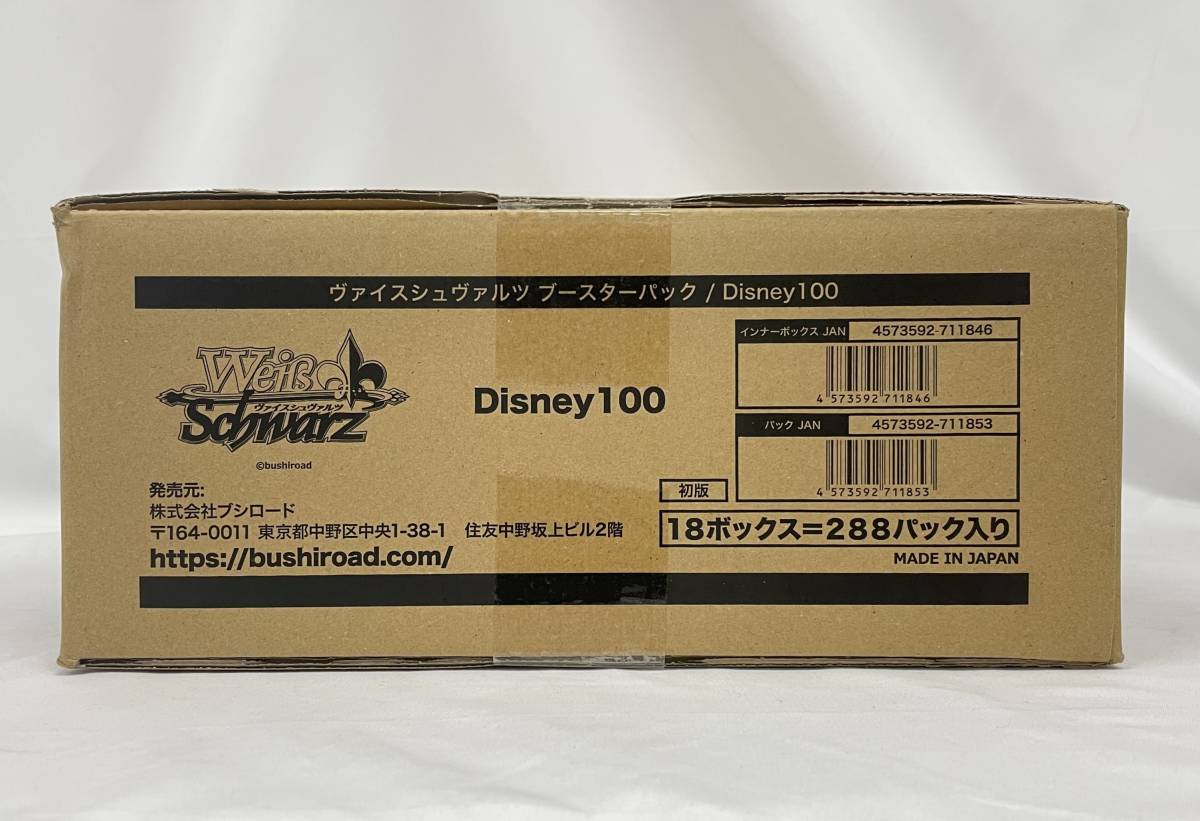 ヴァイスシュヴァルツ ブースターパック / Disney100
Weiß
ヴァイスシュヴァルツ
Schwarz
©bushiroad
Disney100
インナーボックス JAN 4573592-711846
4 573592 711846
パック JAN 4573592-711853
4 573592 711853
発売元:
株式会社ブシロード
〒164-0011 東京都中野区中央1-38-1 住友中野坂上ビル2階
https://bushiroad.com/
初版
18ボックス=288パック入り
MADE IN JAPAN